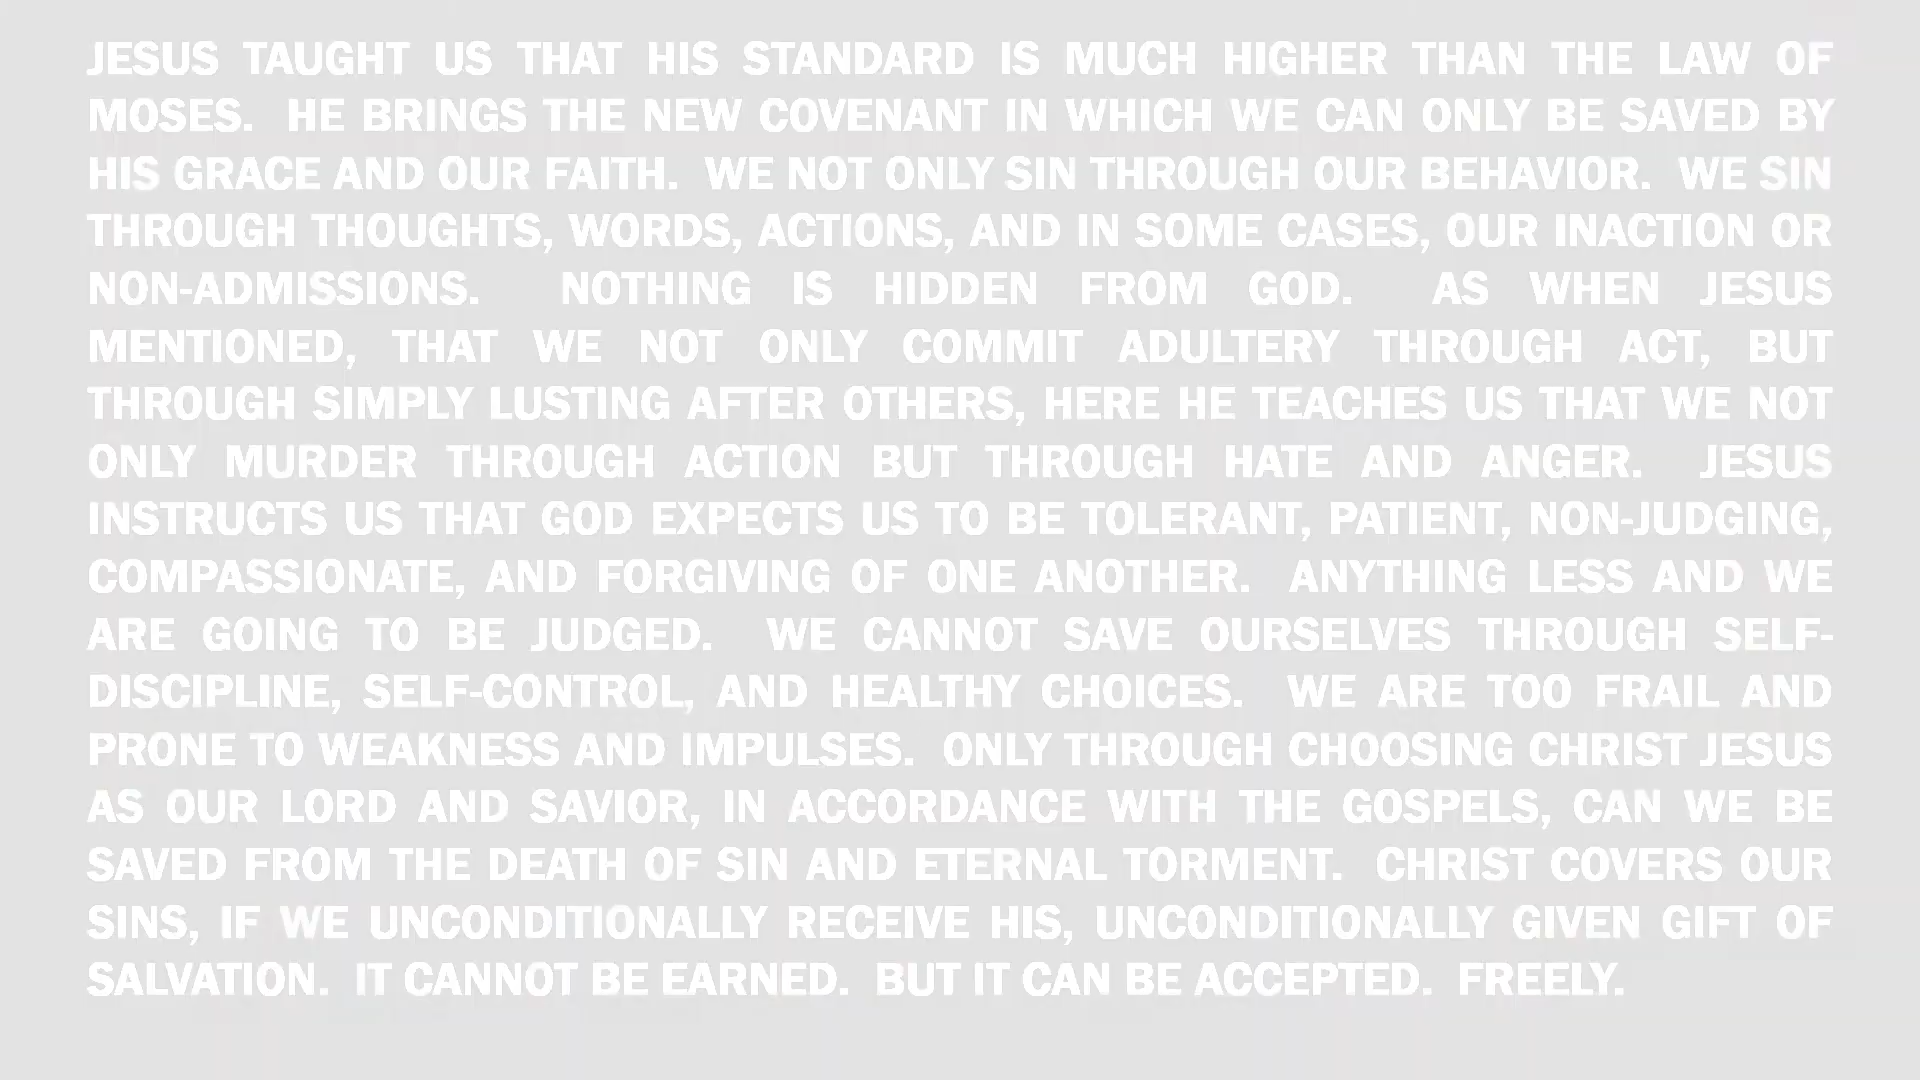 JESUS TAUGHT US THAT HIS STANDARD IS MUCH HIGHER THAN THE LAW OF
MOSES. HE BRINGS THE NEW COVENANT IN WHICH WE CAN ONLY BE SAVED BY
HIS GRACE AND OUR FAITH. WE NOT ONLY SIN THROUGH OUR BEHAVIOR. WE SIN
THROUGH THOUGHTS, WORDS, ACTIONS, AND IN SOME CASES, OUR INACTION OR
NON-ADMISSIONS. NOTHING IS HIDDEN FROM GOD. AS WHEN JESUS
MENTIONED, THAT WE NOT ONLY COMMIT ADULTERY THROUGH ACT, BUT
THROUGH SIMPLY LUSTING AFTER OTHERS, HERE HE TEACHES US THAT WE NOT
ONLY MURDER THROUGH ACTION BUT THROUGH HATE AND ANGER. JESUS
INSTRUCTS US THAT GOD EXPECTS US TO BE TOLERANT, PATIENT, NON-JUDGING,
COMPASSIONATE, AND FORGIVING OF ONE ANOTHER. ANYTHING LESS AND WE
ARE GOING TO BE JUDGED. WE CANNOT SAVE OURSELVES THROUGH SELF-
DISCIPLINE, SELF-CONTROL, AND HEALTHY CHOICES. WE ARE TOO FRAIL AND
PRONE TO WEAKNESS AND IMPULSES. ONLY THROUGH CHOOSING CHRIST JESUS
AS OUR LORD AND SAVIOR, IN ACCORDANCE WITH THE GOSPELS, CAN WE BE
SAVED FROM THE DEATH OF SIN AND ETERNAL TORMENT. CHRIST COVERS OUR
SINS, IF WE UNCONDITIONALLY RECEIVE HIS, UNCONDITIONALLY GIVEN GIFT OF
SALVATION. IT CANNOT BE EARNED. BUT IT CAN BE ACCEPTED. FREELY.